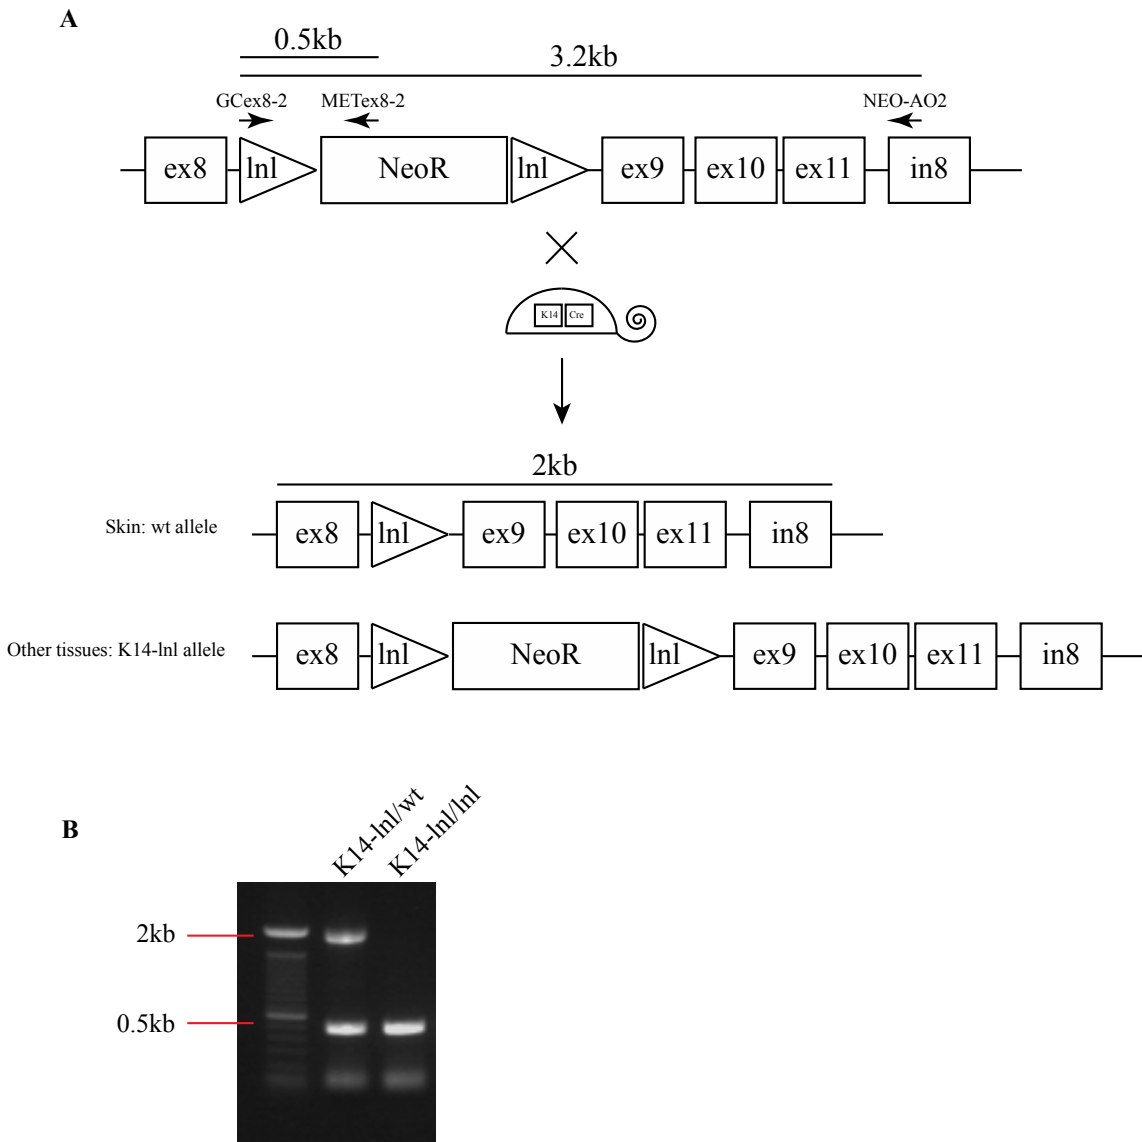 A
0.5kb
3.2kb
GCex8-2 METex8-2 NEO-AO2
ex8 lnl NeoR lnl ex9 ex10 ex11 in8
K14 Cre
2kb
Skin: wt allele ex8 lnl ex9 ex10 ex11 in8
Other tissues: K14-lnl allele ex8 lnl NeoR lnl ex9 ex10 ex11 in8
B
K14-lnl/wt K14-lnl/lnl
2kb
0.5kb